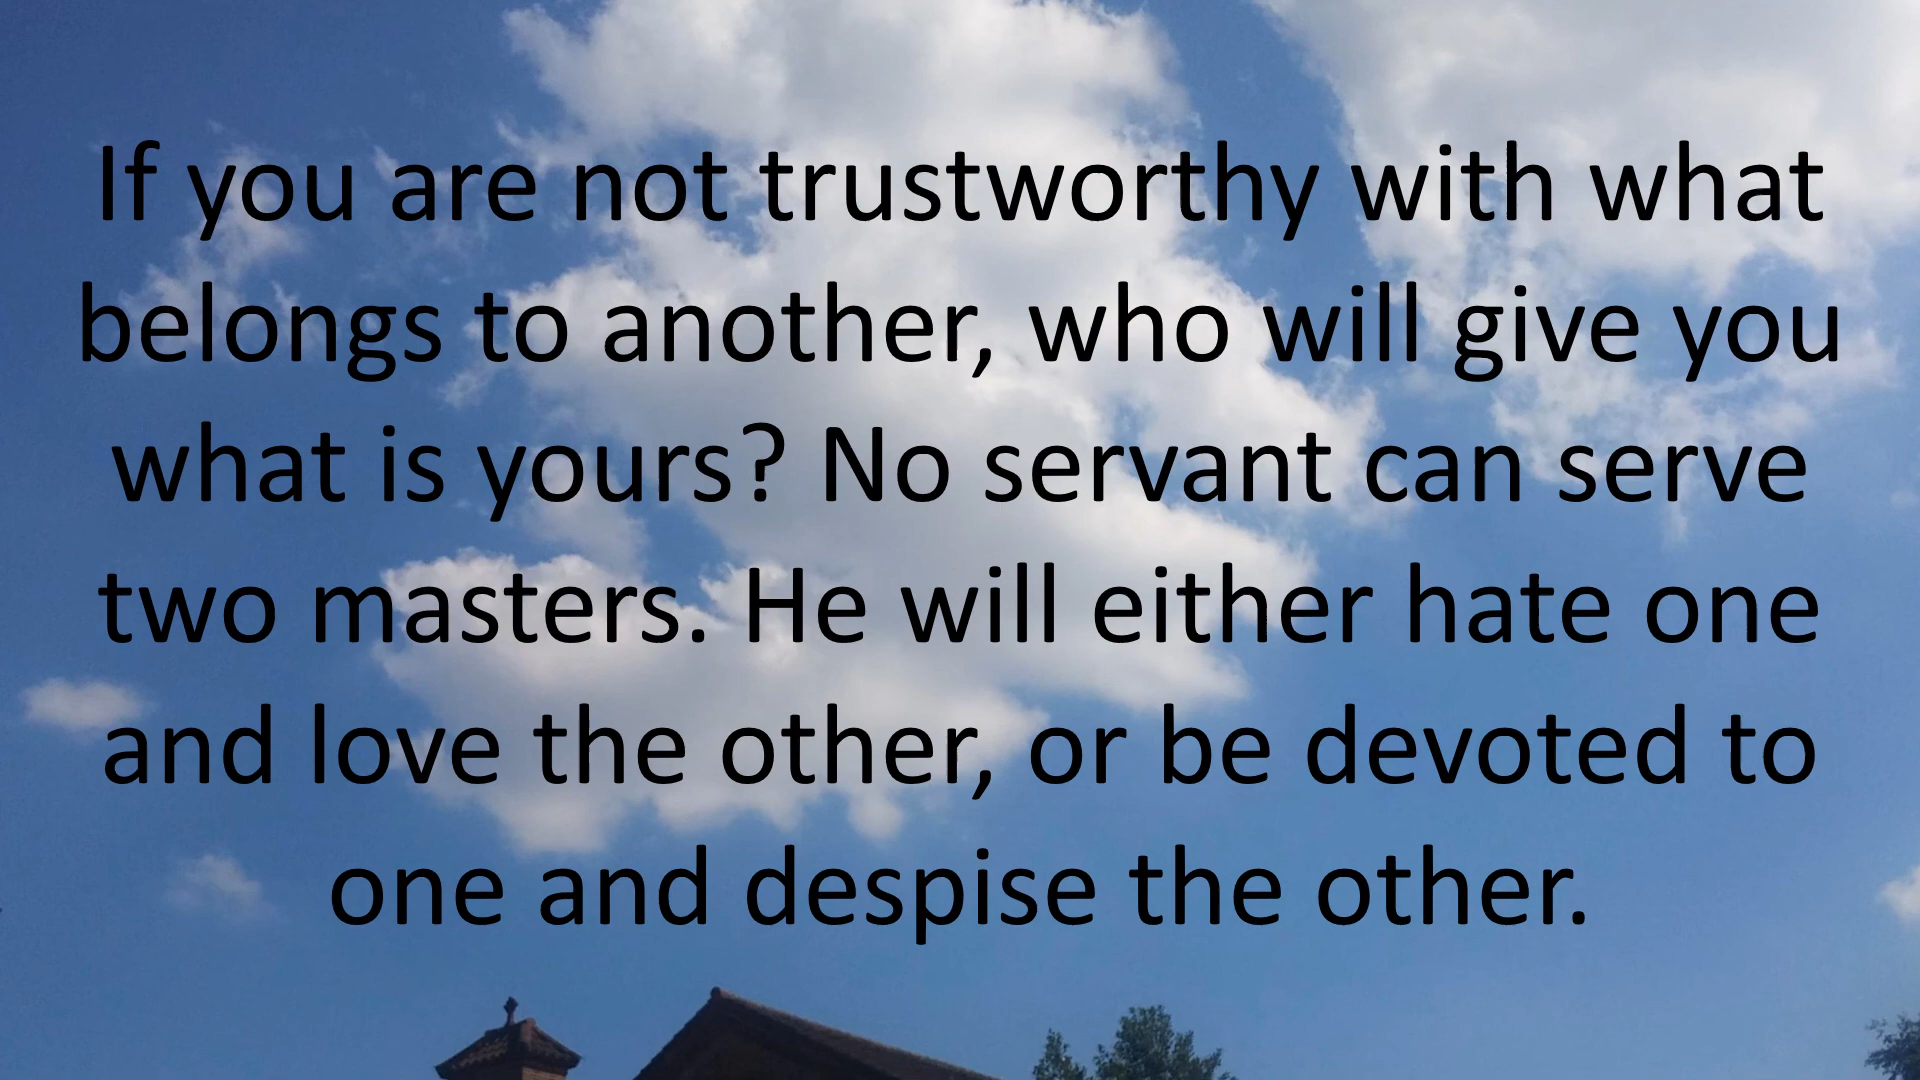 If you are not trustworthy with what
belongs to another, who will give you
what is yours? No servant can serve
two masters. He will either hate one
and love the other, or be devoted to
one and despise the other.